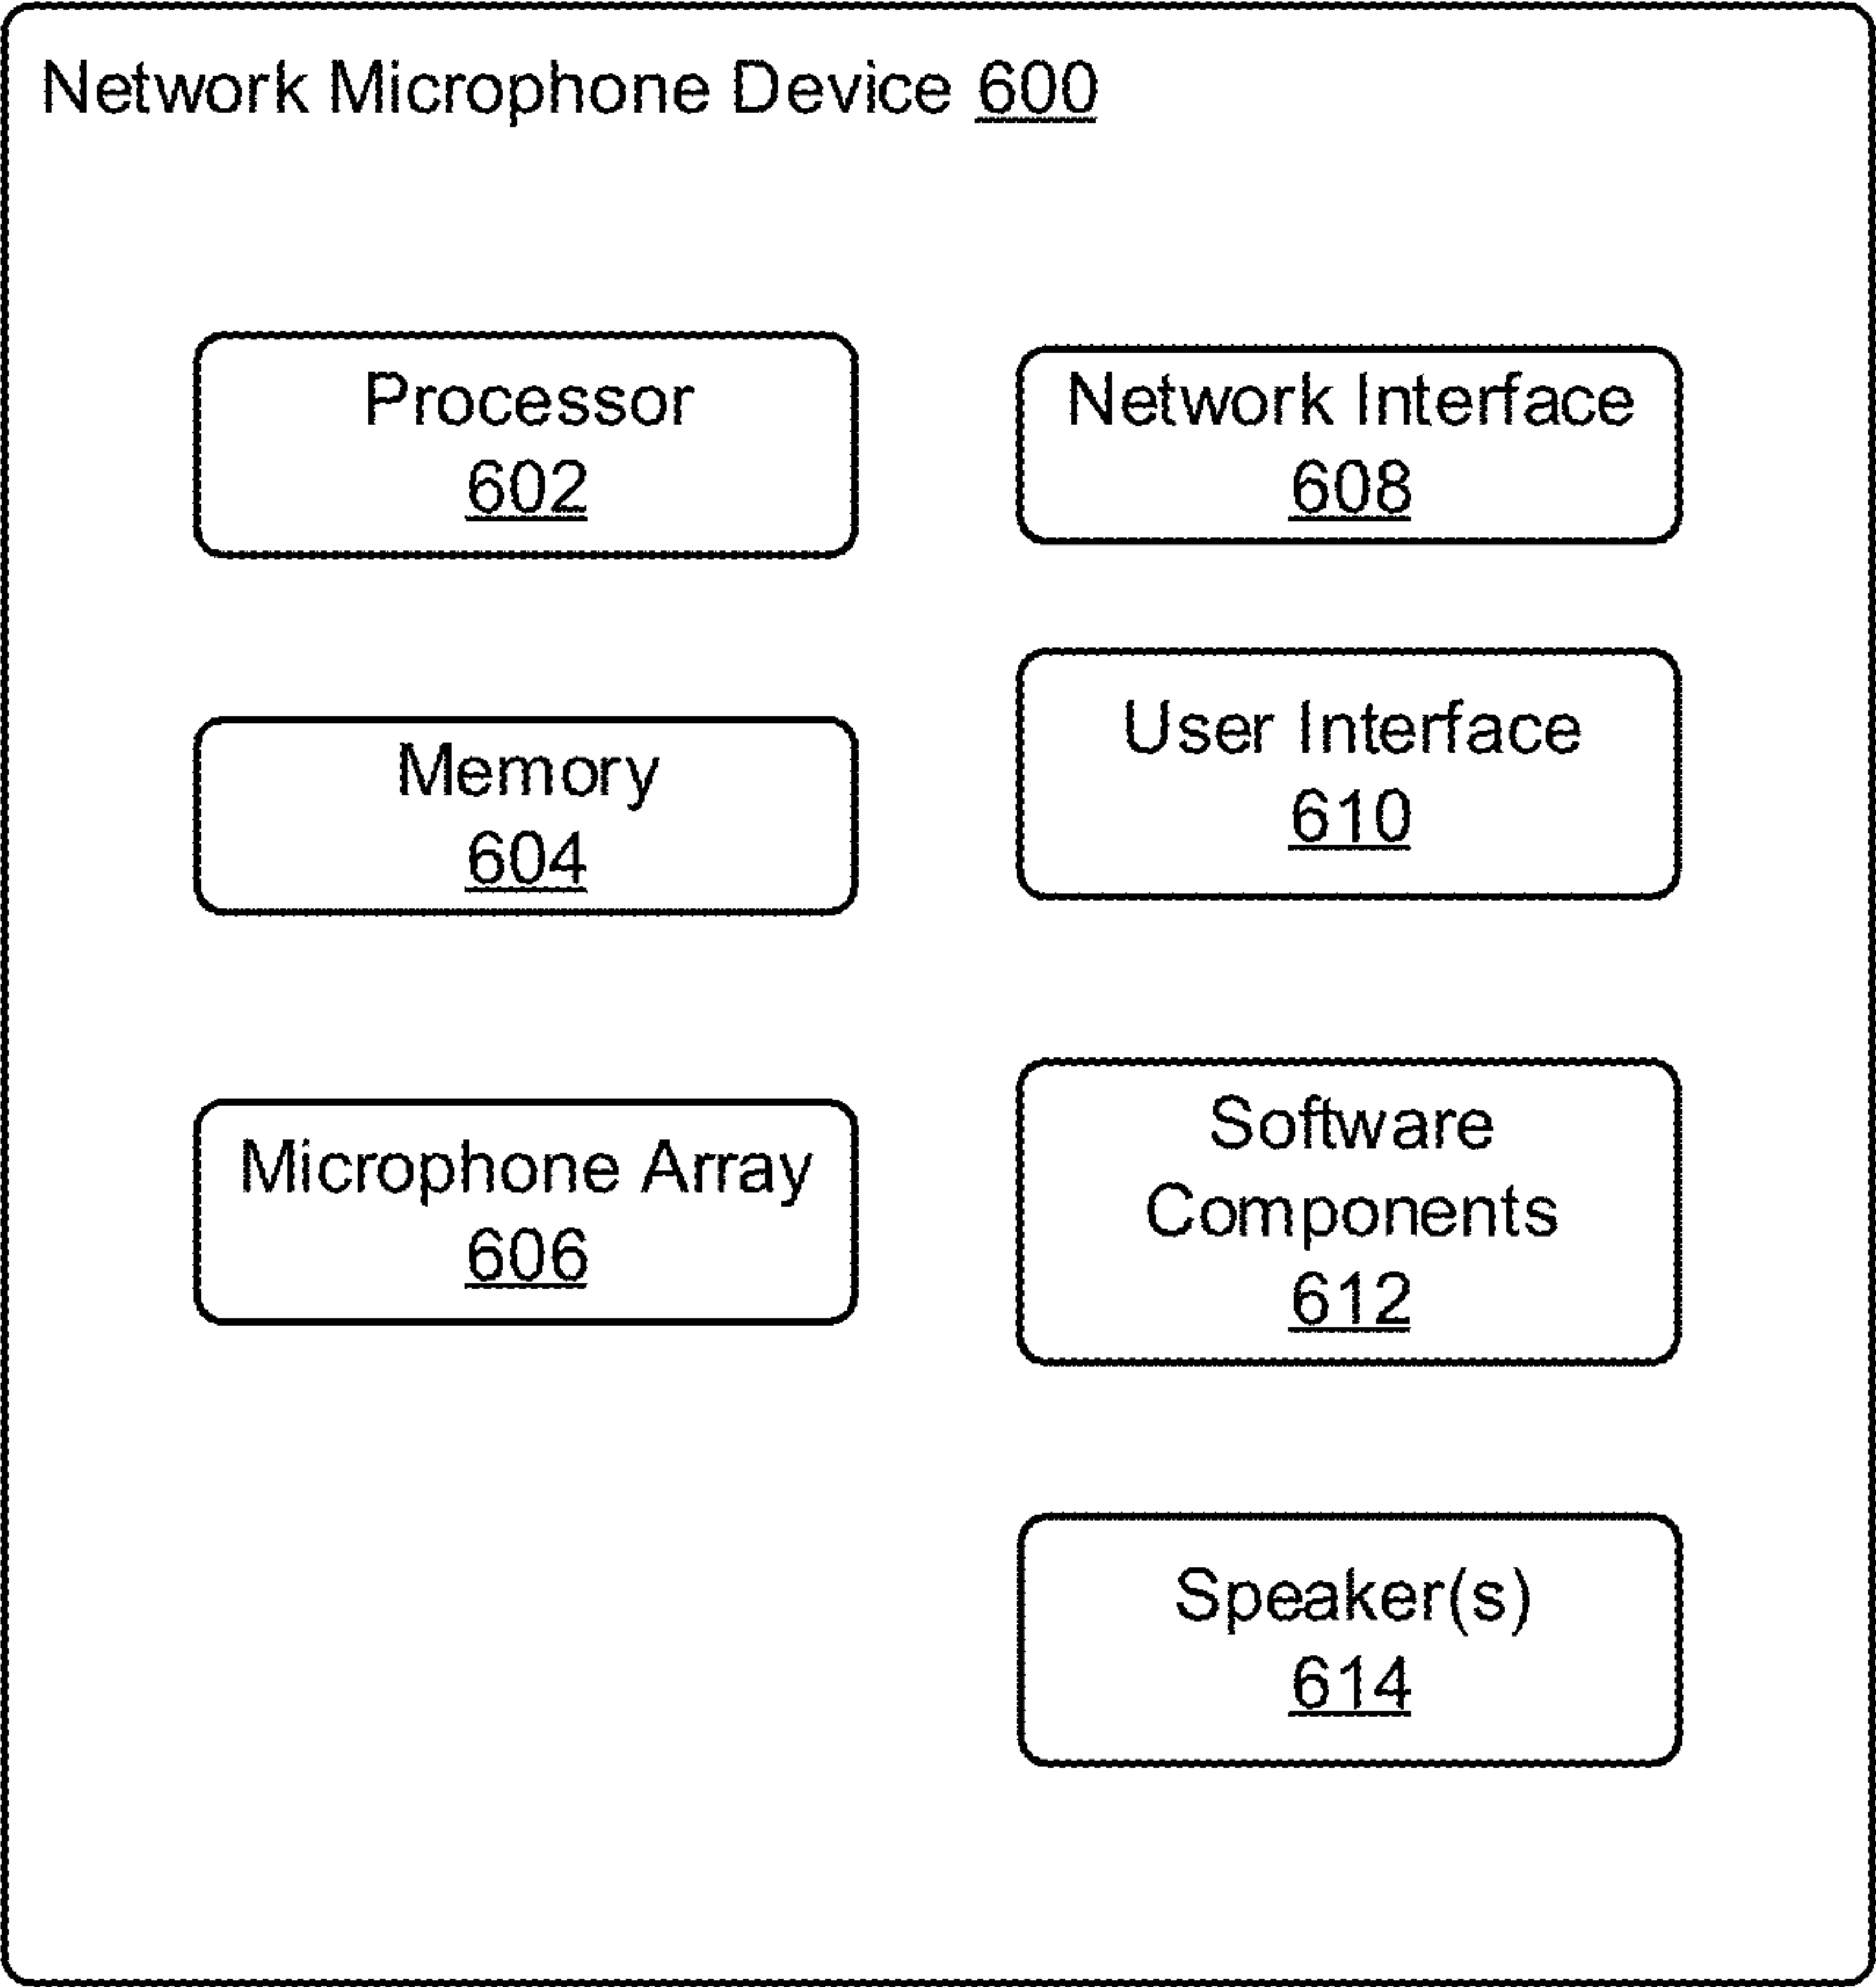 Network Microphone Device 600
Processor
602
Memory
604
Microphone Array
606
Network Interface
608
User Interface
610
Software
Components
612
Speaker(s)
614